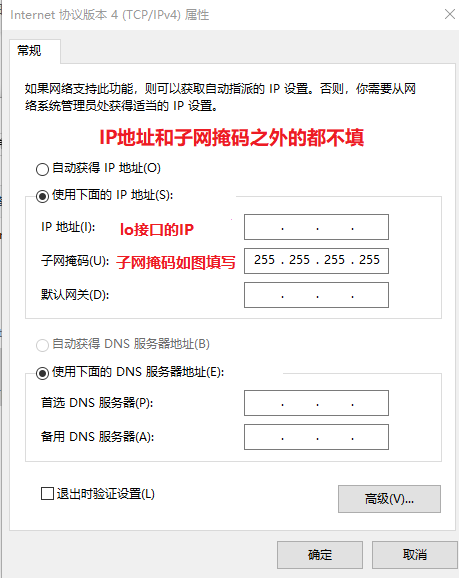 Internet 协议版本 4 (TCP/IPv4) 属性
常规
如果网络支持此功能，则可以获取自动指派的 IP 设置。否则，你需要从网
络系统管理员处获得适当的 IP 设置。
IP地址和子网掩码之外的都不填
自动获得 IP 地址(O)
使用下面的 IP 地址(S):
IP 地址(I): lo接口的IP . . .
子网掩码(U): 子网掩码如图填写 255 . 255 . 255 . 255
默认网关(D): . . .
自动获得 DNS 服务器地址(B)
使用下面的 DNS 服务器地址(E):
首选 DNS 服务器(P): . . .
备用 DNS 服务器(A): . . .
退出时验证设置(L)
高级(V)...
确定 取消